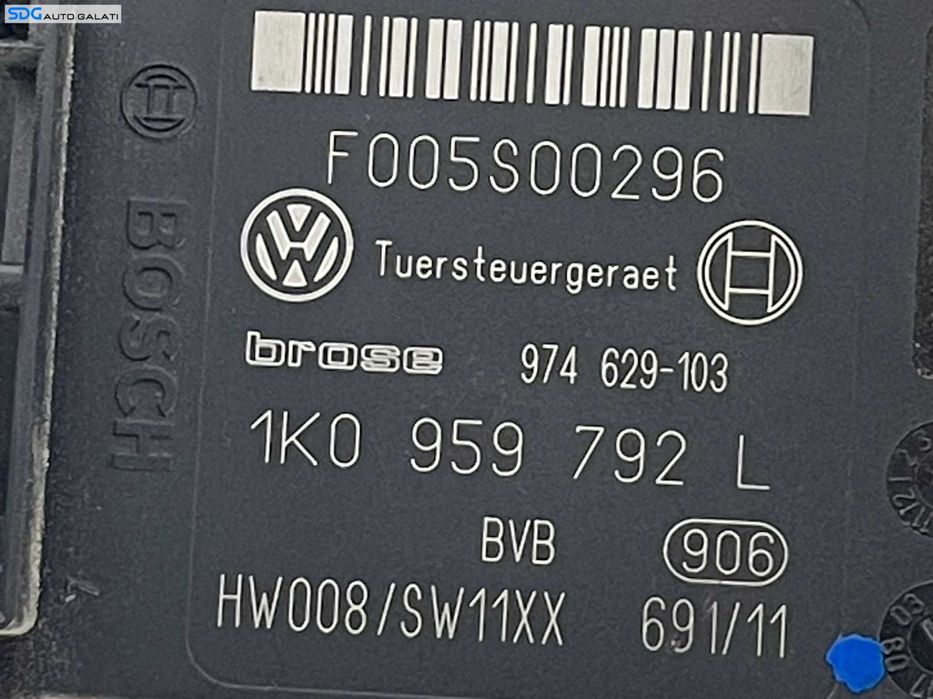 SDG AUTO GALATI
BOSCH
F005S00296
Tuersteuergeraet
brose 974 629-103
1K0 959 792 L
BVB 906
HW008/SW11XX 691/11